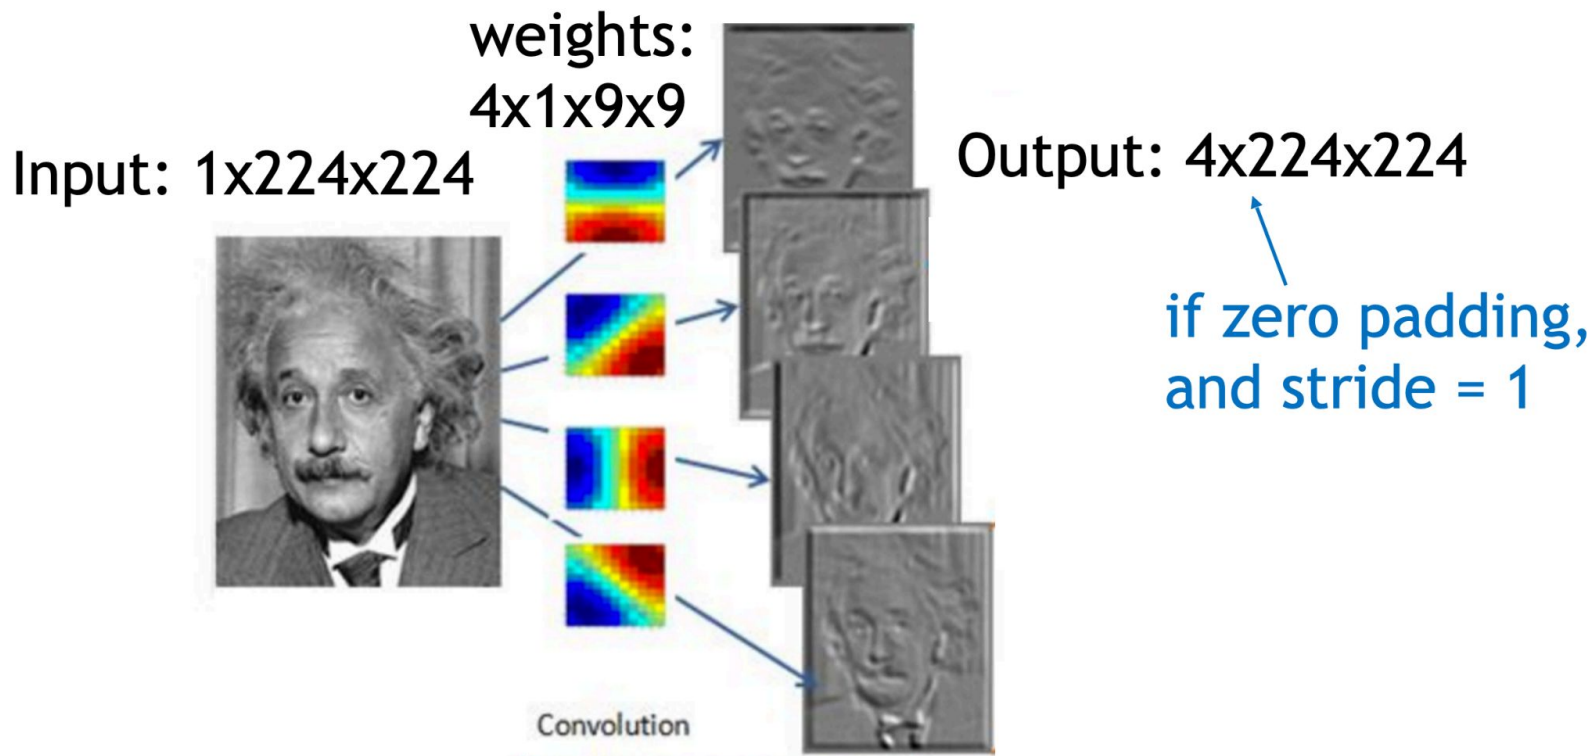 weights:
4x1x9x9
Input: 1x224x224
Output: 4x224x224
if zero padding,
and stride = 1
Convolution